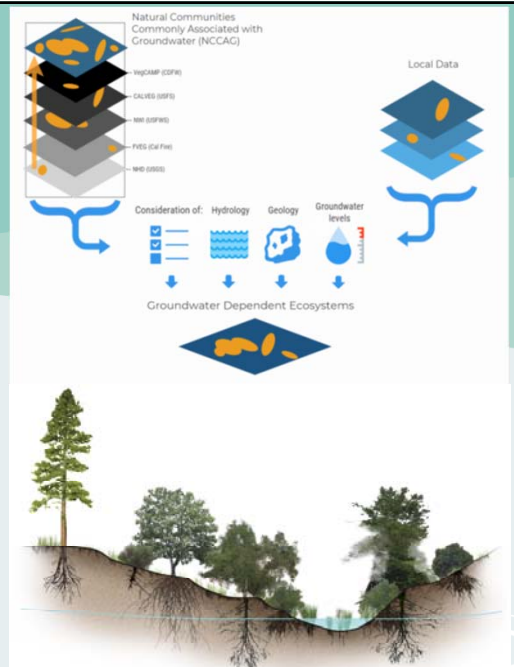 Natural Communities
Commonly Associated with
Groundwater (NCCAG)
VegCAMP (CDFW)
CALVEG (USFS)
NWI (USFWS)
FVEG (Cal Fire)
NHD (USGS)
Local Data
Consideration of:
Hydrology
Geology
Groundwater
levels
Groundwater Dependent Ecosystems